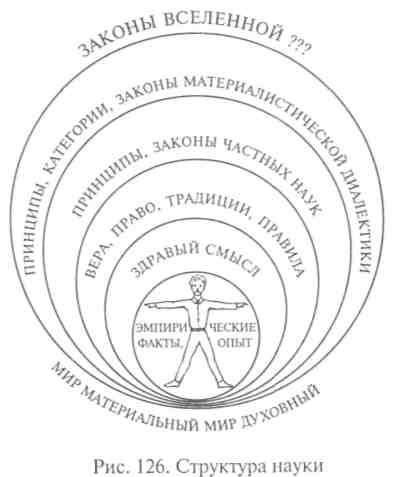 ЗАКОНЫ ВСЕЛЕННОЙ ???
ПРИНЦИПЫ, КАТЕГОРИИ, ЗАКОНЫ МАТЕРИАЛИСТИЧЕСКОЙ ДИАЛЕКТИКИ
ПРИНЦИПЫ, ЗАКОНЫ ЧАСТНЫХ НАУК
ВЕРА, ПРАВО, ТРАДИЦИИ, ПРАВИЛА
ЗДРАВЫЙ СМЫСЛ
ЭМПИРИ ЧЕСКИЕ
ФАКТЫ, ОПЫТ
МИР МАТЕРИАЛЬНЫЙ МИР ДУХОВНЫЙ
Рис. 126. Структура науки